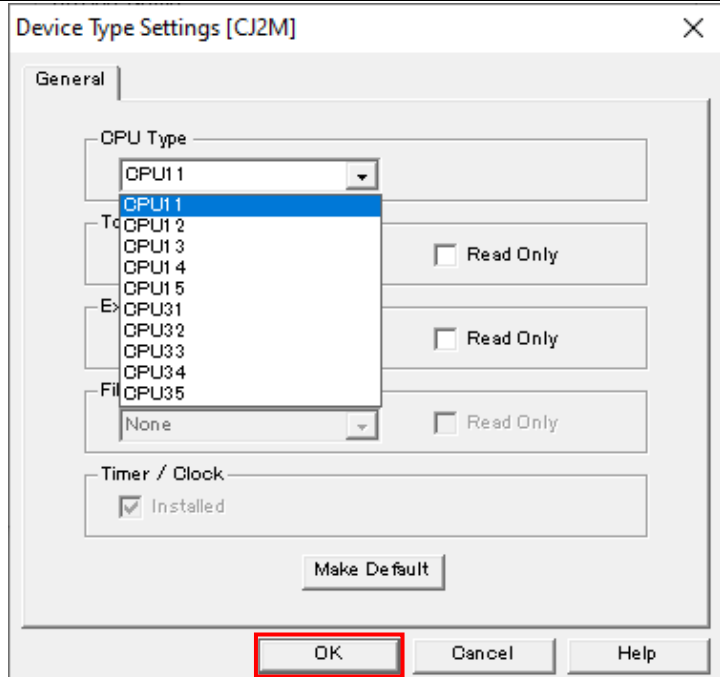 Device Type Settings [CJ2M]
General
CPU Type
CPU11
CPU11
CPU12
CPU13
CPU14
CPU15
CPU31
CPU32
CPU33
CPU34
CPU35
Read Only
Read Only
None
Read Only
Timer / Clock
Installed
Make Default
OK
Cancel
Help